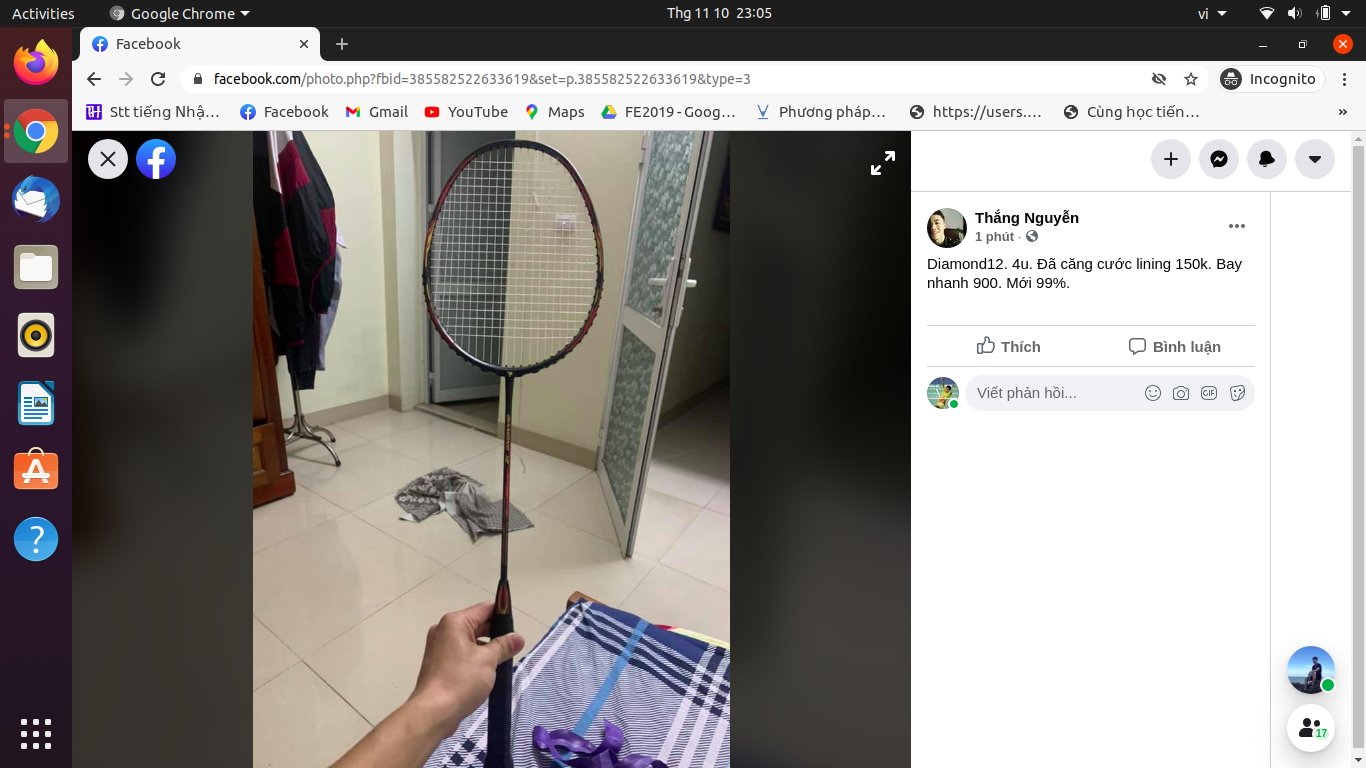 Activities
Google Chrome
Thg 11 10 23:05
vi
Facebook
facebook.com/photo.php?fbid=385582522633619&set=p.385582522633619&type=3
Incognito
Stt tiếng Nhậ…
Facebook
Gmail
YouTube
Maps
FE2019 - Goog…
Phương pháp…
https://users.…
Cùng học tiến…
»
Thắng Nguyễn
1 phút ·
Diamond12. 4u. Đã căng cước lining 150k. Bay
nhanh 900. Mới 99%.
Thích
Bình luận
Viết phản hồi...
GIF
17